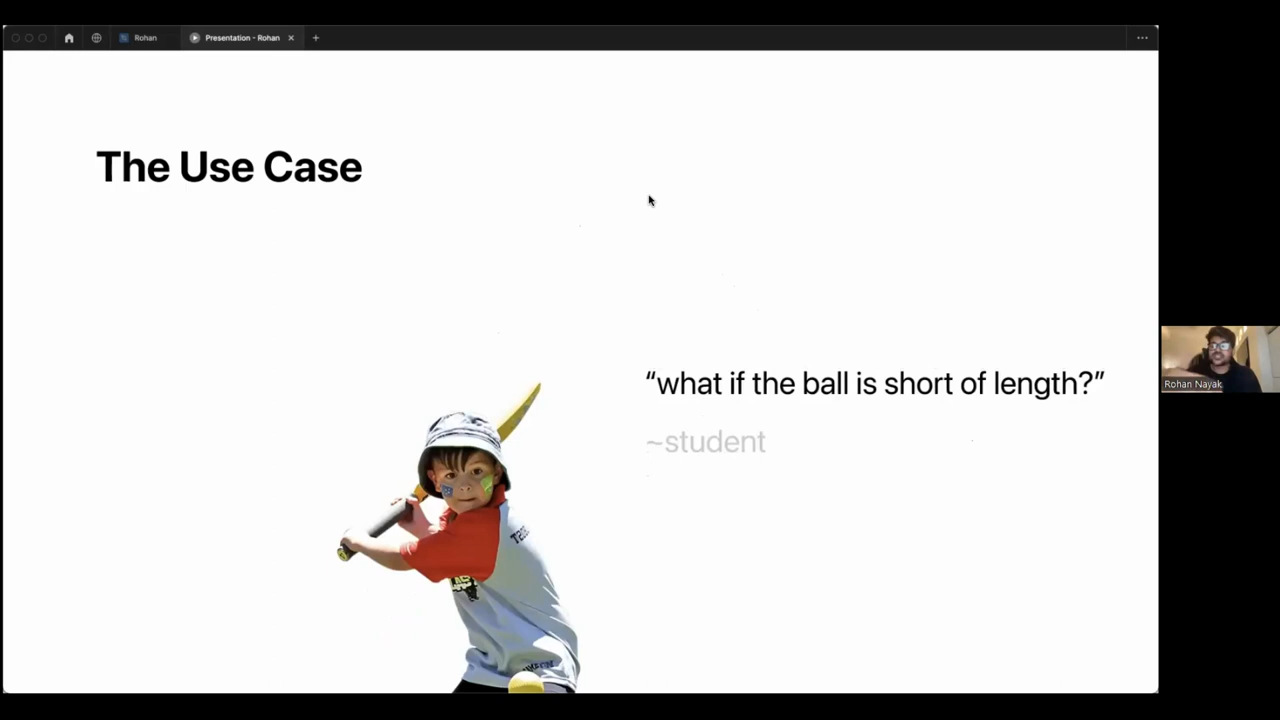 Rohan
Presentation - Rohan
The Use Case
“what if the ball is short of length?”
~student
Rohan Nayak